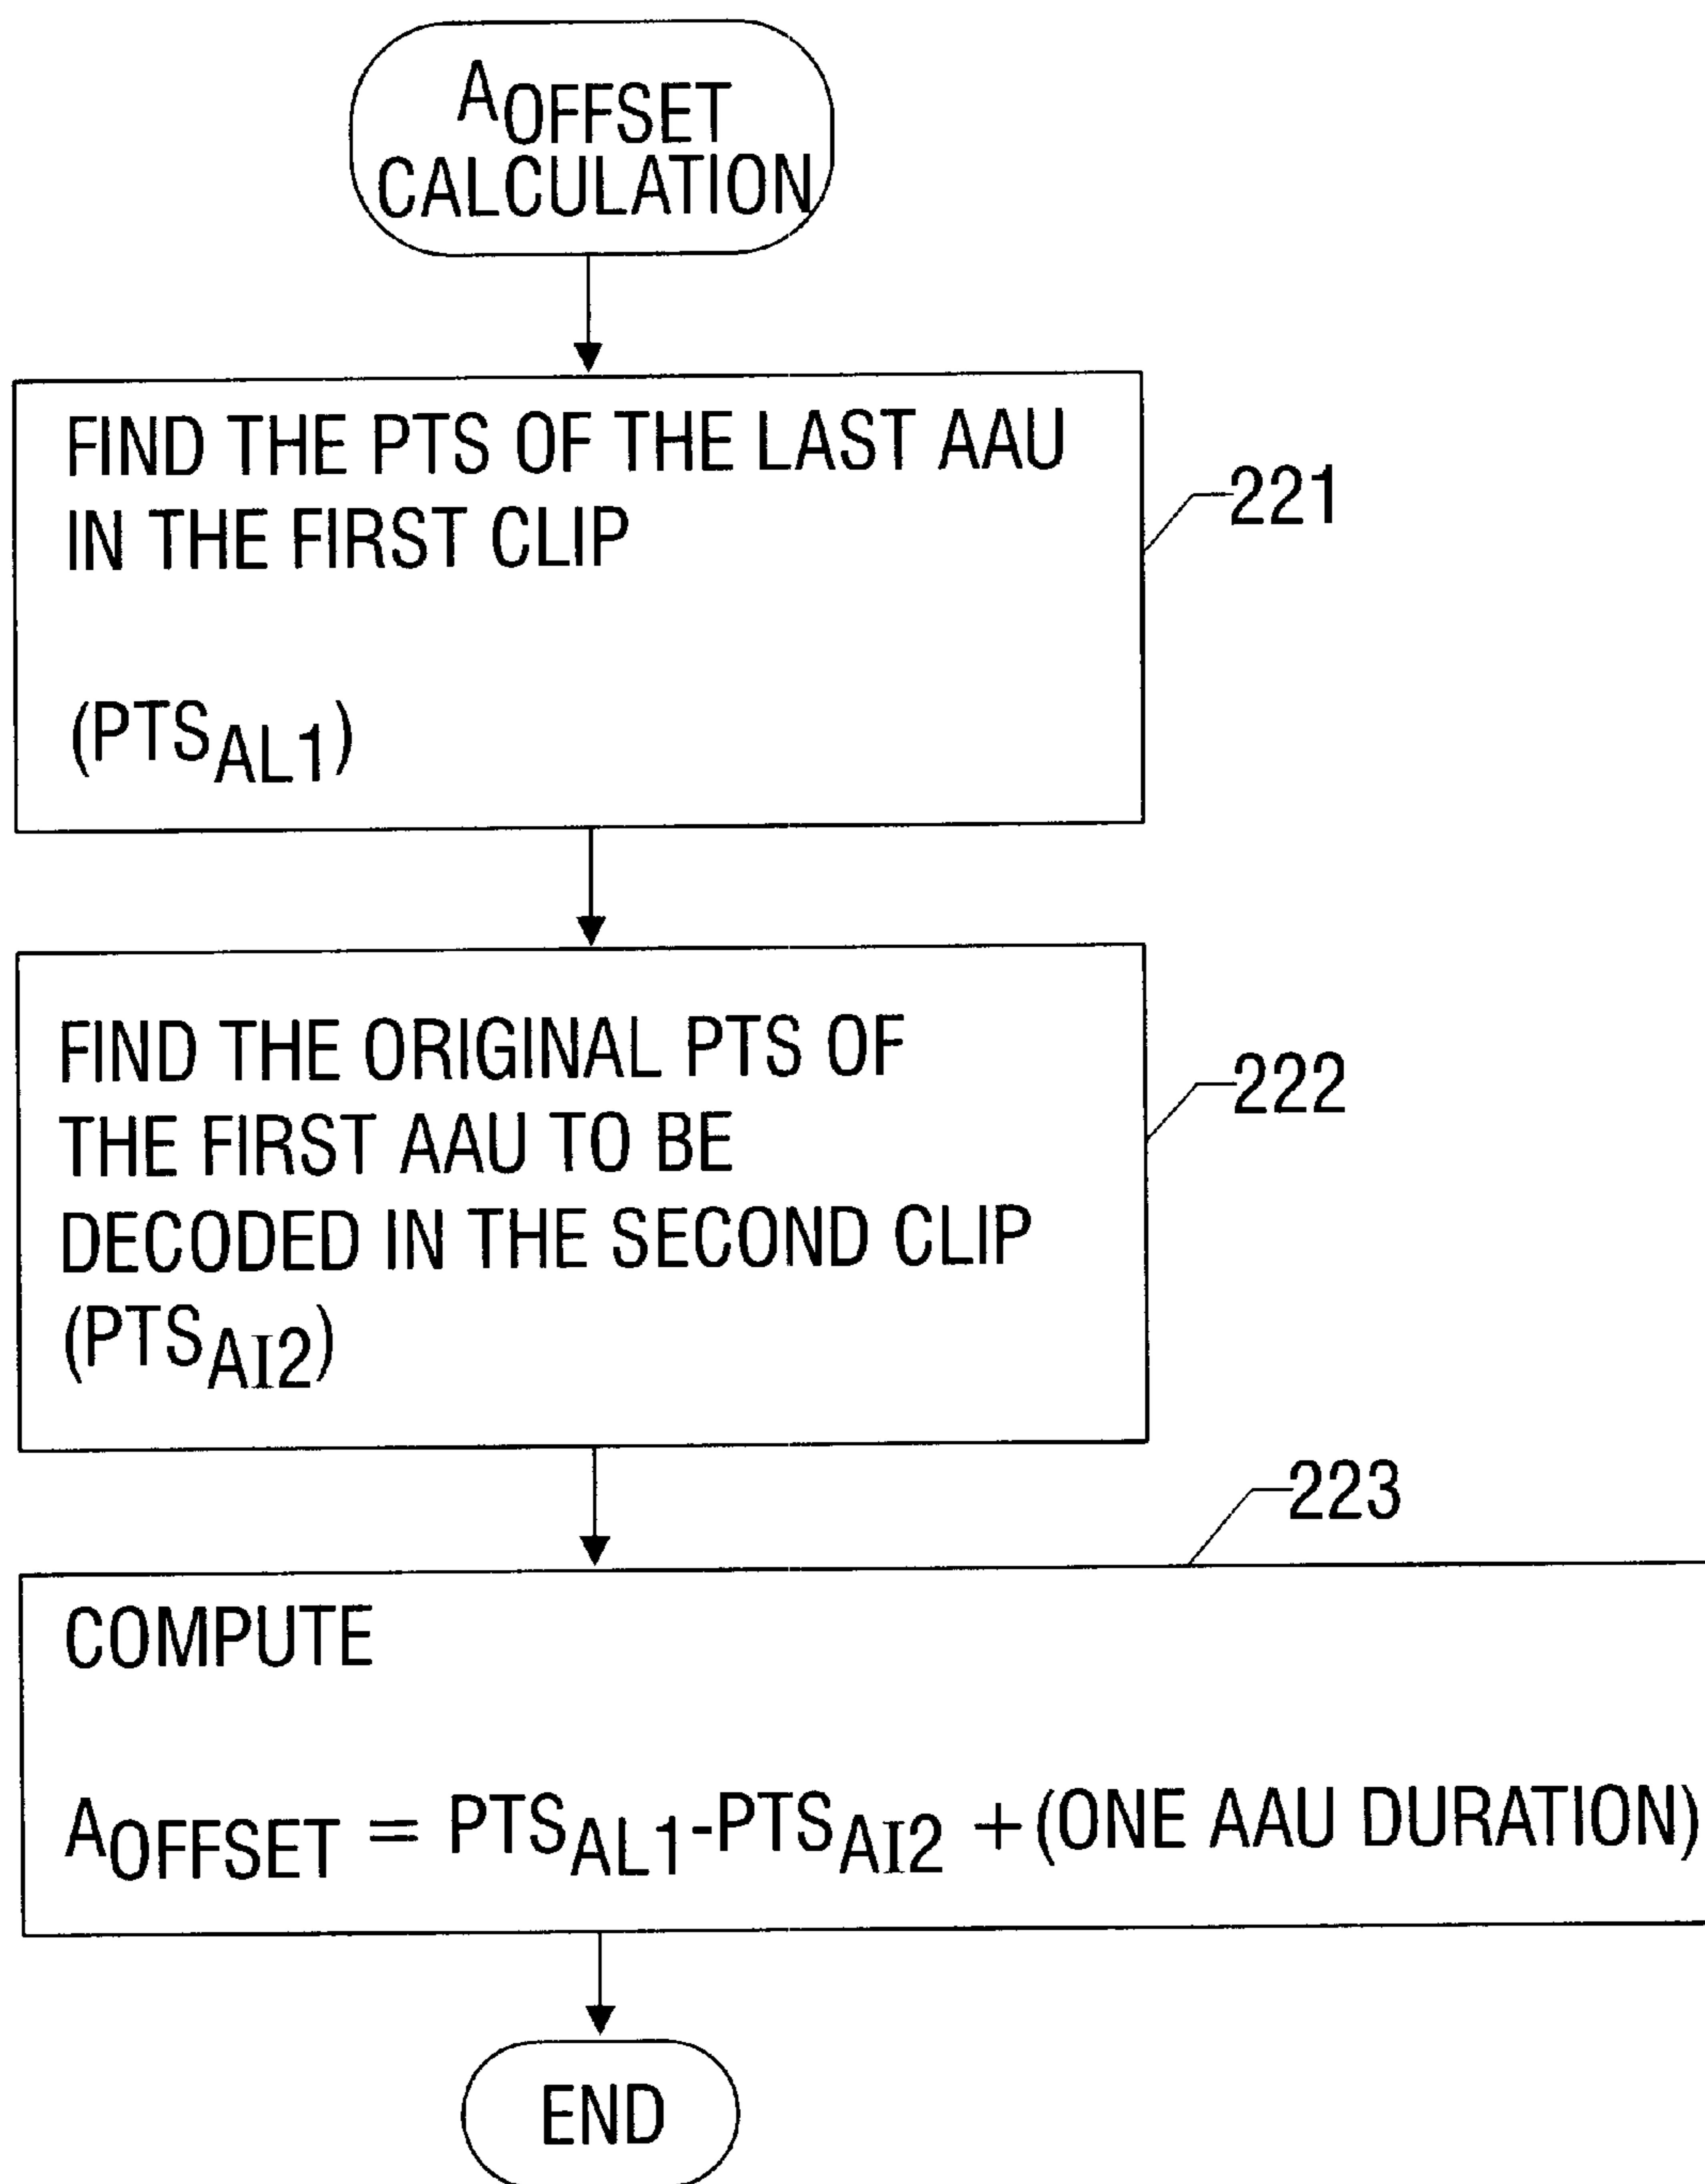 AOFFSET
CALCULATION
FIND THE PTS OF THE LAST AAU
IN THE FIRST CLIP
(PTSAL1)
221
FIND THE ORIGINAL PTS OF
THE FIRST AAU TO BE
DECODED IN THE SECOND CLIP
(PTSAI2)
222
223
COMPUTE
AOFFSET = PTSAL1-PTSAI2 +(ONE AAU DURATION)
END